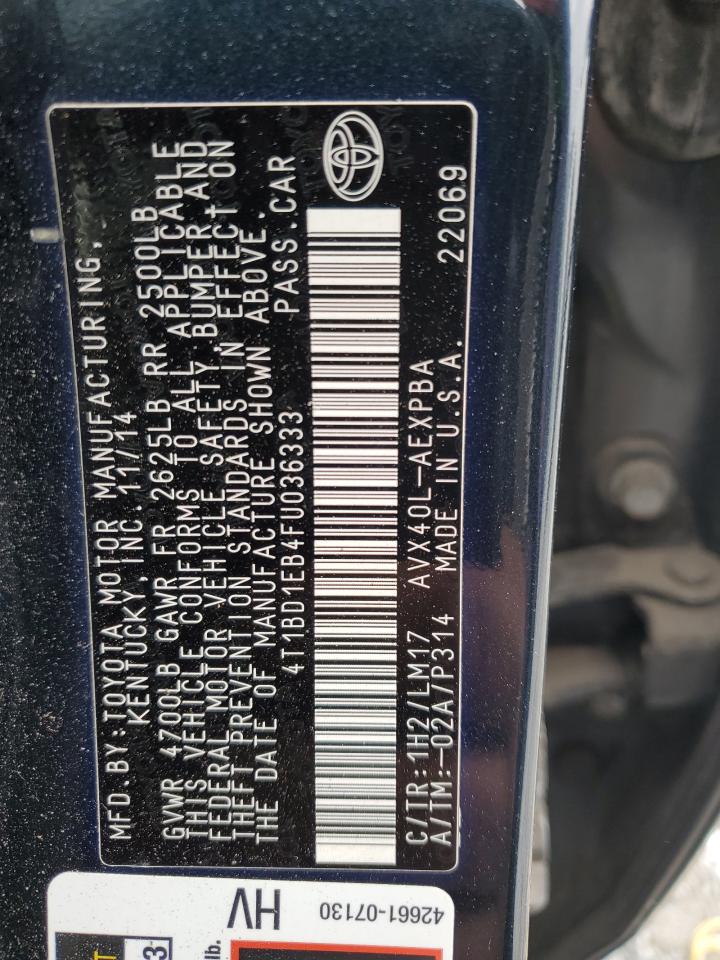 MFD. BY: TOYOTA MOTOR MANUFACTURING,
KENTUCKY, INC. 11/14
GVWR 4700LB GAWR FR 2625LB RR 2500LB
THIS VEHICLE CONFORMS TO ALL APPLICABLE
FEDERAL MOTOR VEHICLE SAFETY, BUMPER AND
THEFT PREVENTION STANDARDS IN EFFECT ON
THE DATE OF MANUFACTURE SHOWN ABOVE.
4T1BD1EB4FU036333 PASS.CAR
C/TR:1H2/LM17 AVX40L-AEXPBA
A/TM:-02A/P314 MADE IN U.S.A. 22069
HV
42661-07130
lb.
3